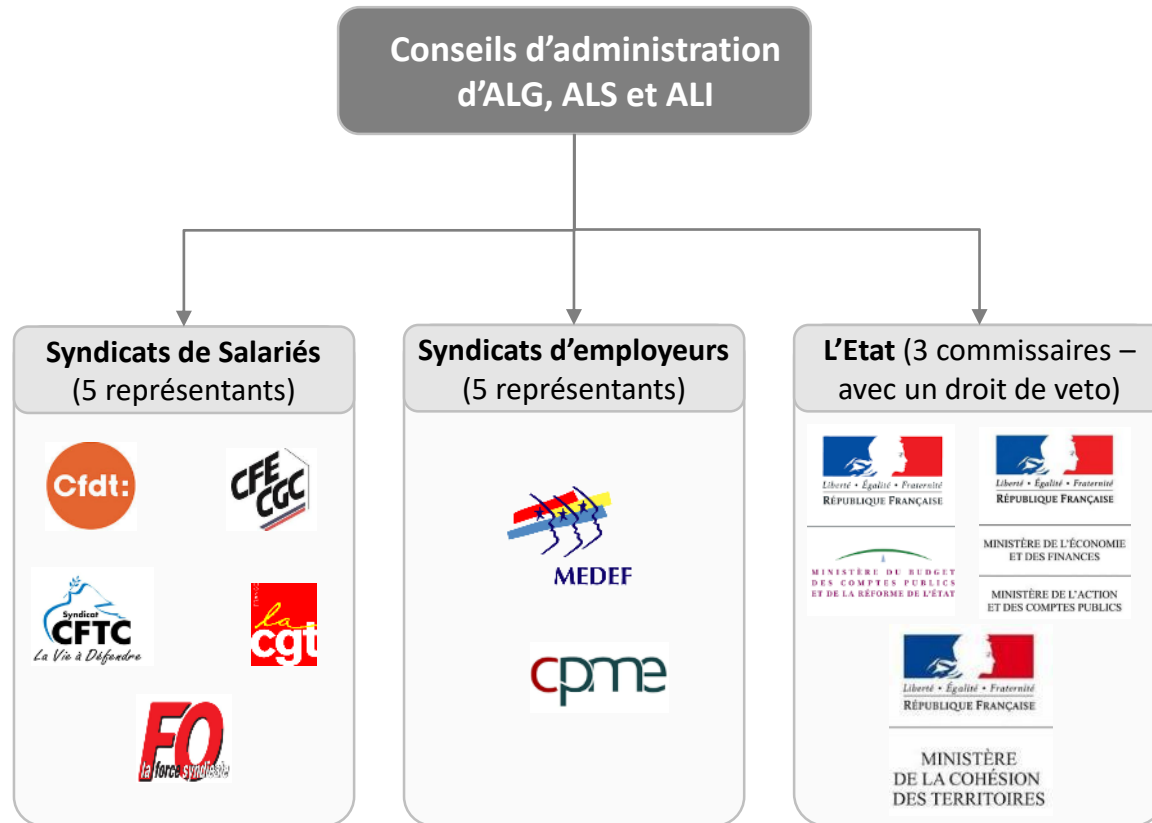 Conseils d’administration
d’ALG, ALS et ALI
Syndicats de Salariés
(5 représentants)
Cfdt:
CFE
CGC
Syndicat
CFTC
La Vie à Défendre
la
cgt
FO
la force syndicale
Syndicats d’employeurs
(5 représentants)
MEDEF
cpme
L’Etat (3 commissaires –
avec un droit de veto)
Liberté • Égalité • Fraternité
RÉPUBLIQUE FRANÇAISE
MINISTÈRE DU BUDGET
DES COMPTES PUBLICS
ET DE LA RÉFORME DE L’ÉTAT
Liberté • Égalité • Fraternité
RÉPUBLIQUE FRANÇAISE
MINISTÈRE DE L’ÉCONOMIE
ET DES FINANCES
MINISTÈRE DE L’ACTION
ET DES COMPTES PUBLICS
Liberté • Égalité • Fraternité
RÉPUBLIQUE FRANÇAISE
MINISTÈRE
DE LA COHÉSION
DES TERRITOIRES